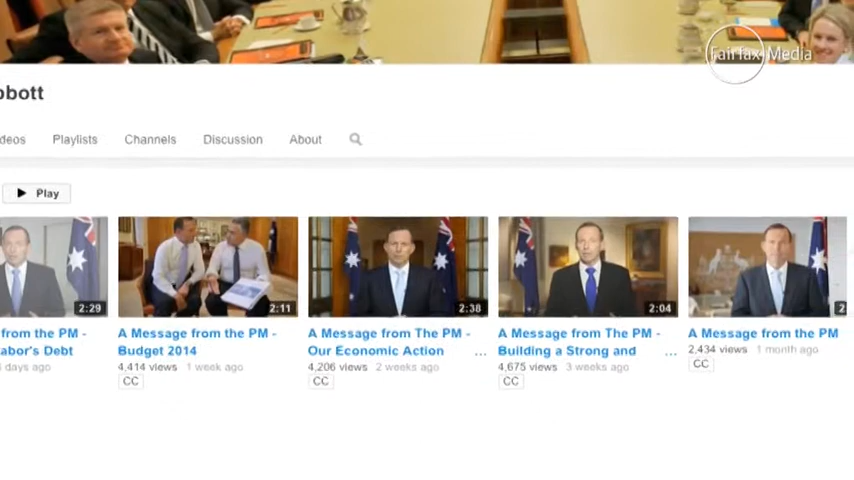 Fairfax Media
bbott
deos Playlists Channels Discussion About
Play
2:29 2:11 2:38 2:04 2
from the PM - A Message from the PM - A Message from The PM - A Message from The PM - A Message from the PM
abor's Debt Budget 2014 Our Economic Action ... Building a Strong and ... 2,434 views 1 month ago
days ago 4,414 views 1 week ago 4,206 views 2 weeks ago 4,675 views 3 weeks ago CC
CC CC CC